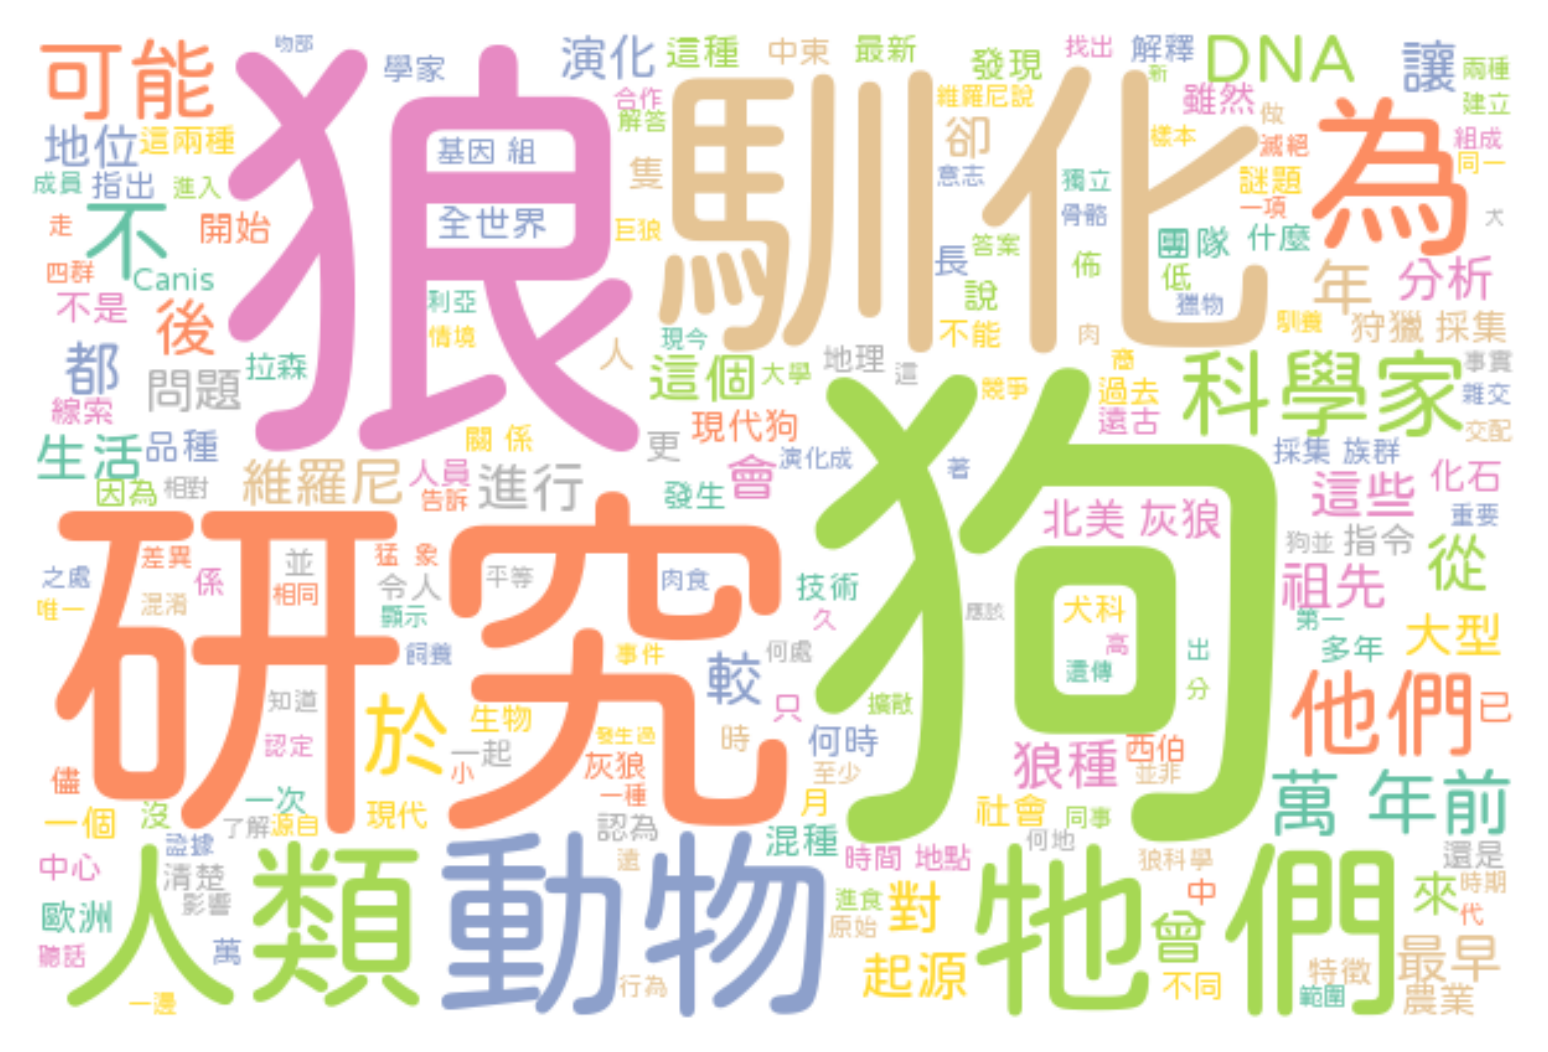 吻部
可能
學家
演化
這種
中東
最新
發現
找出
解釋
DNA
讓
兩種
新
建立
合作
解答
維羅尼說
雖然
做
組成
同一
地位
這兩種
狼
基因 組
馴化
卻
樣本
滅絕
為
成員
指出
進入
隻
意志
獨立
謎題
一項
走
不
開始
全世界
巨狼
骨骼
犬
四群
Canis
答案
團隊
什麼
長
佈
低
年
分析
不是
後
利亞
說
獵物
情境
現今
不能
肉
馴養
狩獵 採集
都
問題
拉森
人
這個
大學
地理
這
商
科學家
事實
競爭
過去
雜交
線索
現代狗
遠古
生活
品種
關 係
更
演化成
著
採集 族群
交配
因為
相對
維羅尼
人員
告訴
進行
發生
會
狗
這些
化石
北美 灰狼
重要
研究
差異
並
猛 象
狗並
指令
從
之處
係
相同
令人
平等
肉食
技術
祖先
唯一
混淆
顯示
久
應該
犬科
第一
大型
飼養
事件
較
何處
高
遺傳
出
多年
知道
於
生物
只
擴散
分
他們
已
認定
一起
發生過
時
何時
狼種
西伯
儘
小
灰狼
至少
並非
一種
萬 年前
一個
沒
一次
了解
源自
現代
認為
月
社會
同事
混種
何地
證據
中心
人類
動物
遠
時間 地點
牠們
狼科學
還是
清楚
影響
進食
對
中
來
時期
歐洲
原始
曾
代
聽話
萬
起源
最早
特徵
一邊
行為
不同
範圍
農業